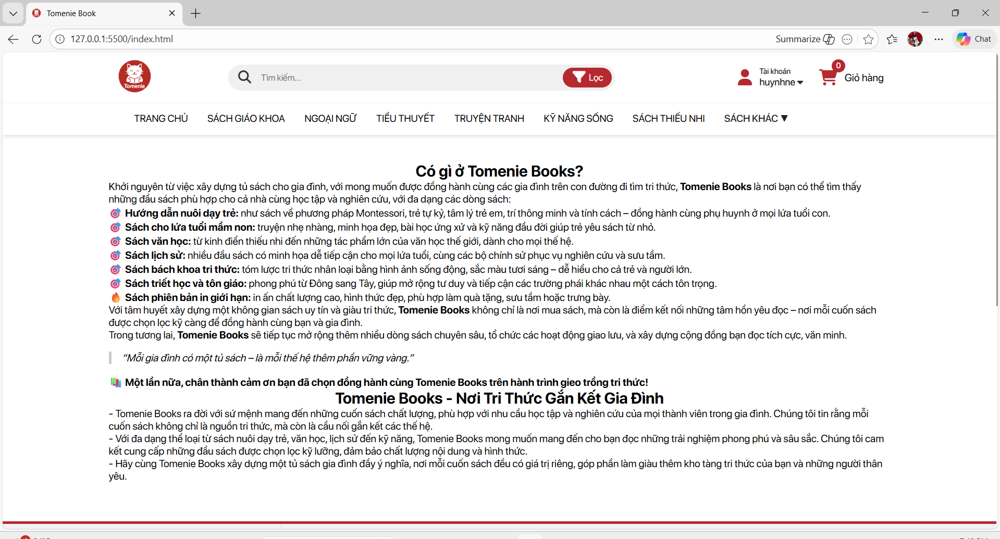 Tomenie Book
127.0.0.1:5500/index.html
Summarize
Chat
Tomenie
Tìm kiếm...
Lọc
Tài khoản
huynhne
0
Giỏ hàng
TRANG CHỦ SÁCH GIÁO KHOA NGOẠI NGỮ TIỂU THUYẾT TRUYỆN TRANH KỸ NĂNG SỐNG SÁCH THIẾU NHI SÁCH KHÁC ▼
Có gì ở Tomenie Books?
Khởi nguyên từ việc xây dựng tủ sách cho gia đình, với mong muốn được đồng hành cùng các gia đình trên con đường đi tìm tri thức, Tomenie Books là nơi bạn có thể tìm thấy
những đầu sách phù hợp cho cả nhà cùng học tập và nghiên cứu, với đa dạng các dòng sách:
🎯 Hướng dẫn nuôi dạy trẻ: như sách về phương pháp Montessori, trẻ tự kỷ, tâm lý trẻ em, trí thông minh và tính cách – đồng hành cùng phụ huynh ở mọi lứa tuổi con.
🎯 Sách cho lứa tuổi mầm non: truyện nhẹ nhàng, minh họa đẹp, bài học ứng xử và kỹ năng đầu đời giúp trẻ yêu sách từ nhỏ.
🎯 Sách văn học: từ kinh điển thiếu nhi đến những tác phẩm lớn của văn học thế giới, dành cho mọi thế hệ.
🎯 Sách lịch sử: nhiều đầu sách có minh họa dễ tiếp cận cho mọi lứa tuổi, cùng các bộ chính sử phục vụ nghiên cứu và sưu tầm.
🎯 Sách bách khoa tri thức: tóm lược tri thức nhân loại bằng hình ảnh sống động, sắc màu tươi sáng – dễ hiểu cho cả trẻ và người lớn.
🎯 Sách triết học và tôn giáo: phong phú từ Đông sang Tây, giúp mở rộng tư duy và tiếp cận các trường phái khác nhau một cách tôn trọng.
🔥 Sách phiên bản in giới hạn: in ấn chất lượng cao, hình thức đẹp, phù hợp làm quà tặng, sưu tầm hoặc trưng bày.
Với tâm huyết xây dựng một không gian sách uy tín và giàu tri thức, Tomenie Books không chỉ là nơi mua sách, mà còn là điểm kết nối những tâm hồn yêu đọc – nơi mỗi cuốn sách
được chọn lọc kỹ càng để đồng hành cùng bạn và gia đình.
Trong tương lai, Tomenie Books sẽ tiếp tục mở rộng thêm nhiều dòng sách chuyên sâu, tổ chức các hoạt động giao lưu, và xây dựng cộng đồng bạn đọc tích cực, văn minh.
“Mỗi gia đình có một tủ sách – là mỗi thế hệ thêm phần vững vàng.”
📚 Một lần nữa, chân thành cảm ơn bạn đã chọn đồng hành cùng Tomenie Books trên hành trình gieo trồng tri thức!
Tomenie Books - Nơi Tri Thức Gắn Kết Gia Đình
- Tomenie Books ra đời với sứ mệnh mang đến những cuốn sách chất lượng, phù hợp với nhu cầu học tập và nghiên cứu của mọi thành viên trong gia đình. Chúng tôi tin rằng mỗi
cuốn sách không chỉ là nguồn tri thức, mà còn là cầu nối gắn kết các thế hệ.
- Với đa dạng thể loại từ sách nuôi dạy trẻ, văn học, lịch sử đến kỹ năng, Tomenie Books mong muốn mang đến cho bạn đọc những trải nghiệm phong phú và sâu sắc. Chúng tôi cam
kết cung cấp những đầu sách được chọn lọc kỹ lưỡng, đảm bảo chất lượng nội dung và hình thức.
- Hãy cùng Tomenie Books xây dựng một tủ sách gia đình đầy ý nghĩa, nơi mỗi cuốn sách đều có giá trị riêng, góp phần làm giàu thêm kho tàng tri thức của bạn và những người thân
yêu.